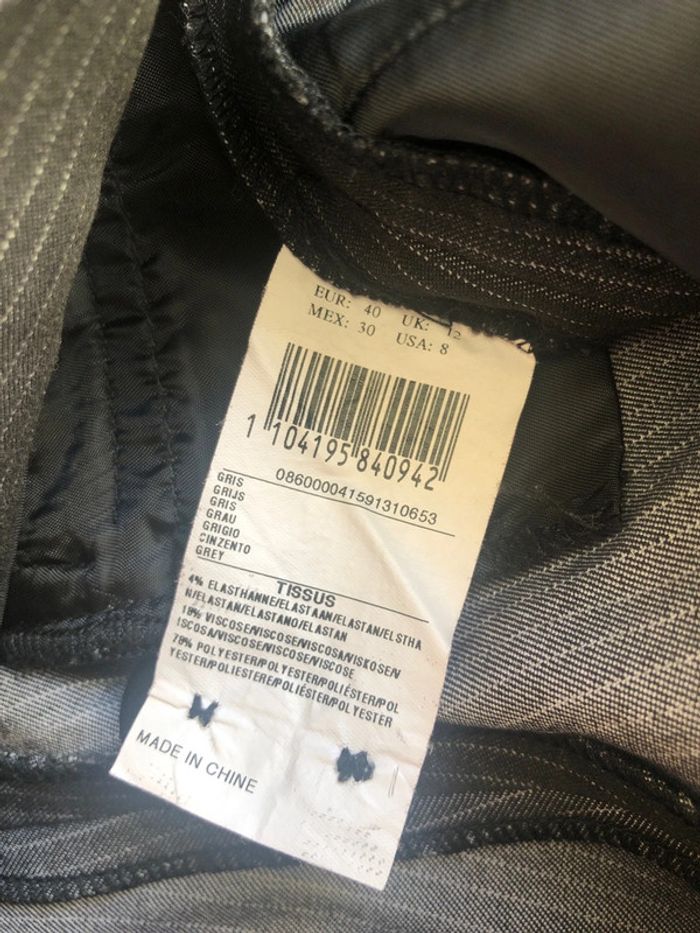 EUR: 40 UK: 12
MEX: 30 USA: 8
1 104195 840942
086000041591310653
GRIS
GRIJS
GRIS
GRAU
GRIGIO
CINZENTO
GREY
TISSUS
4% ELASTHANNE/ELASTAAN/ELASTAN/ELSTHA
N/ELASTAN/ELASTANO/ELASTAN
18% VISCOSE/VISCOSE/VISCOSA/VISKOSE/V
ISCOSA/VISCOSE/VISCOSE
78% POLYESTER/POLYESTER/POLIÉSTER/POL
YESTER/POLIESTERE/POLIÉSTER/POLYESTER
MADE IN CHINE